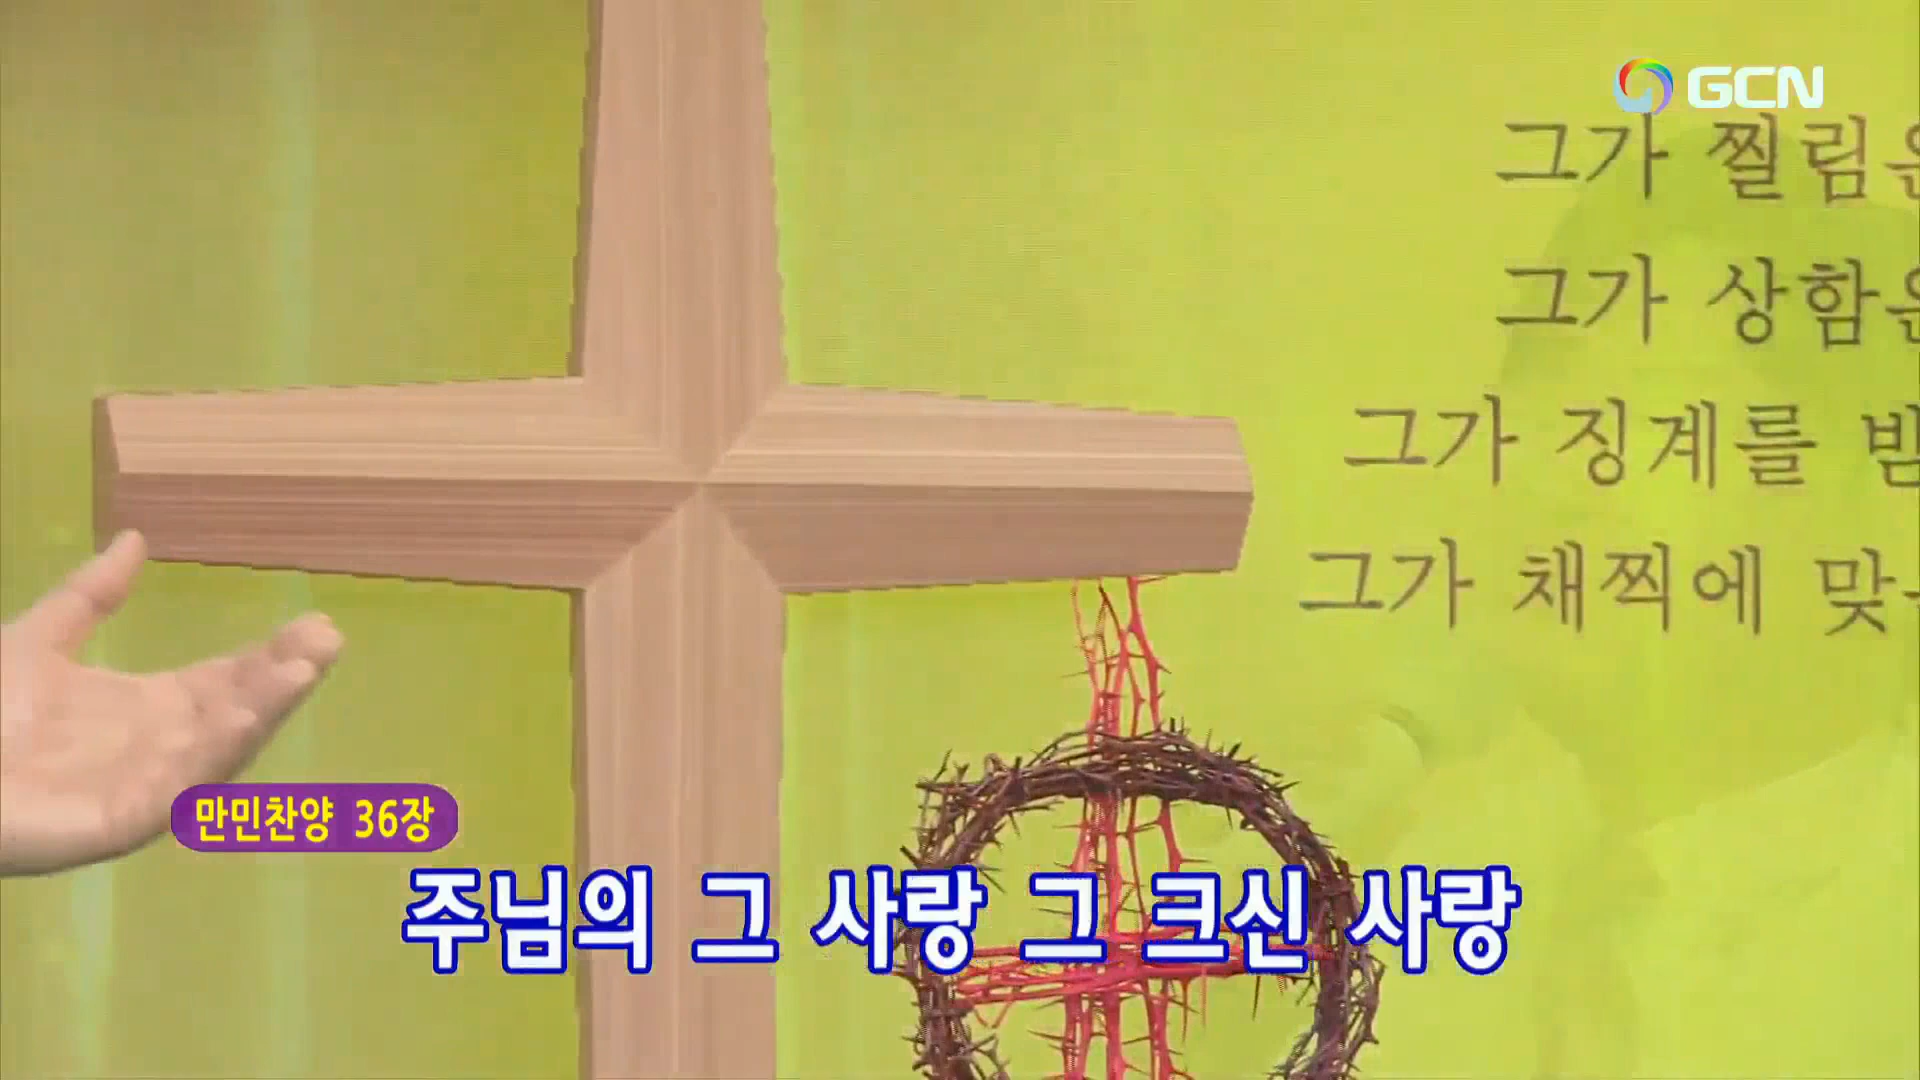 GCN
그가 찔림은
그가 상함은
그가 징계를
그가 채찍에
만민찬양 36장
주님의 그 사랑 그 크신 사랑